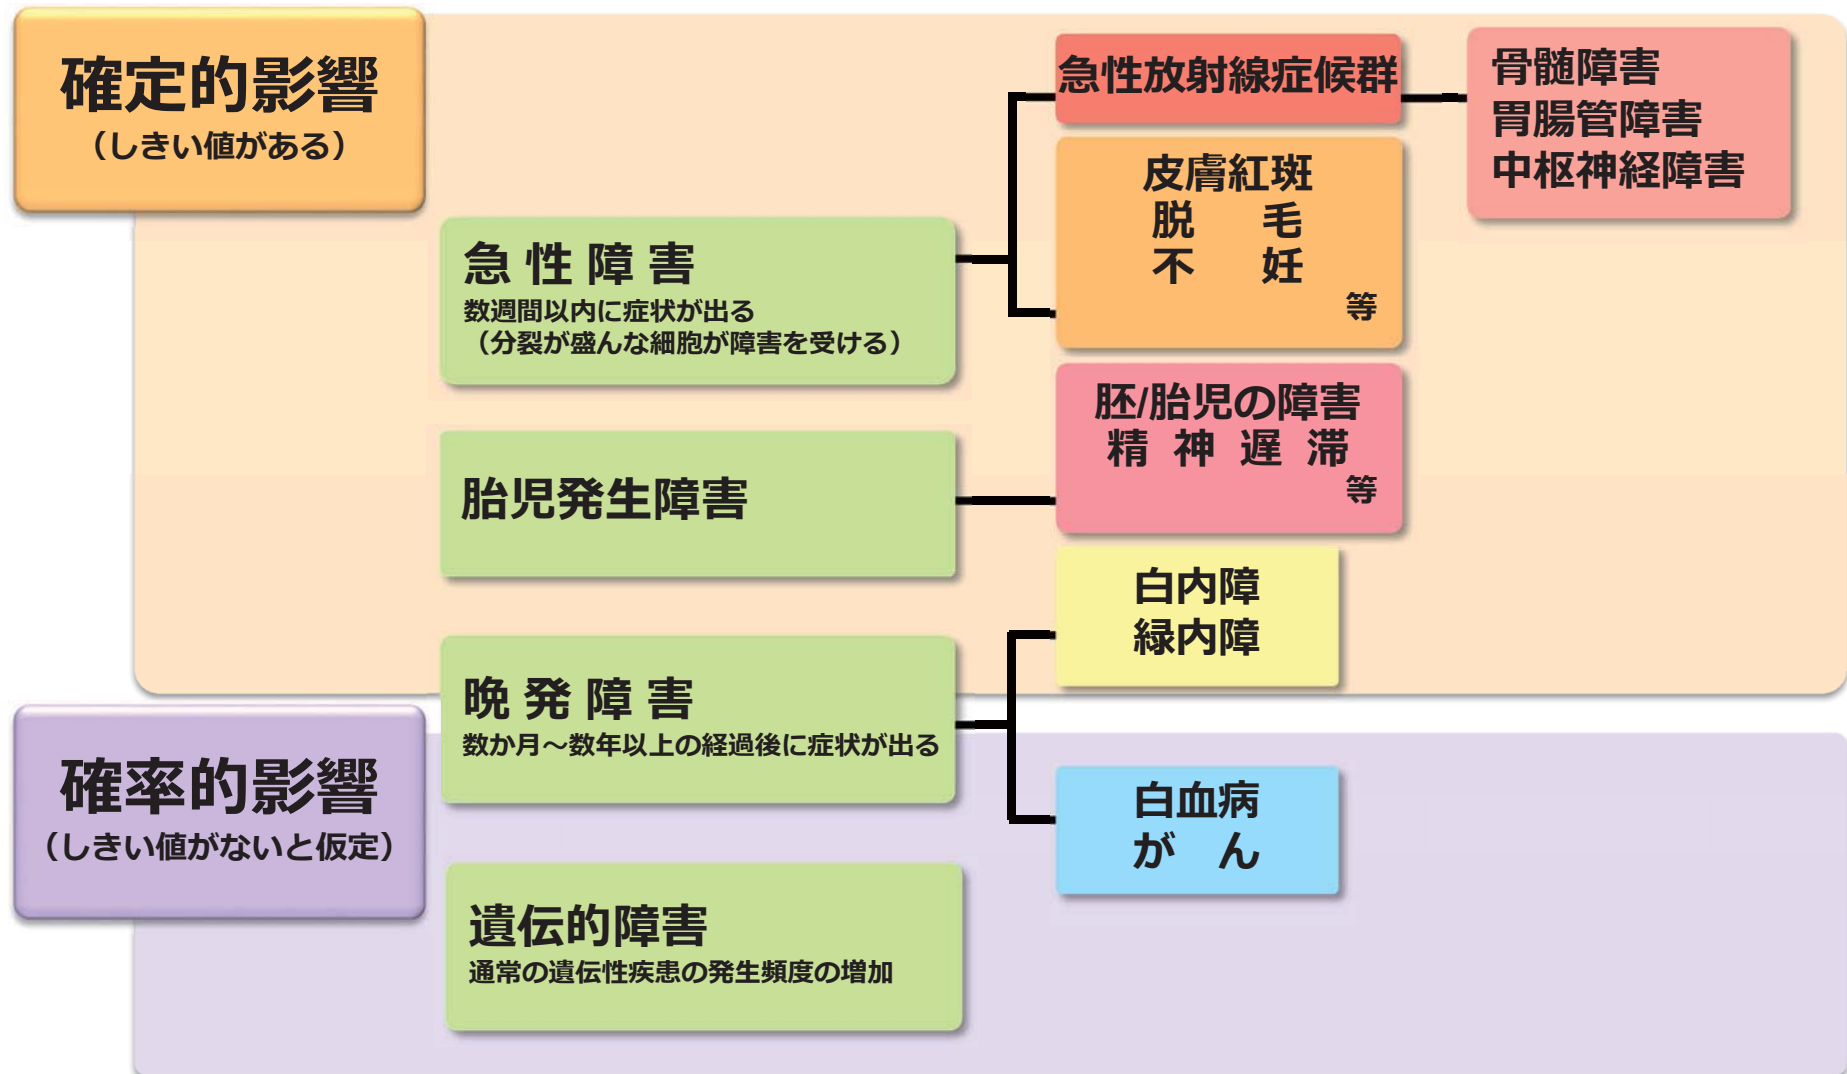 確定的影響
（しきい値がある）
急性障害
数週間以内に症状が出る
（分裂が盛んな細胞が障害を受ける）
急性放射線症候群
骨髄障害
胃腸管障害
中枢神経障害
皮膚紅斑
脱　毛
不　妊
等
胎児発生障害
胚/胎児の障害
精神遅滞
等
晩発障害
数か月～数年以上の経過後に症状が出る
白内障
緑内障
確率的影響
（しきい値がないと仮定）
白血病
が　ん
遺伝的障害
通常の遺伝性疾患の発生頻度の増加